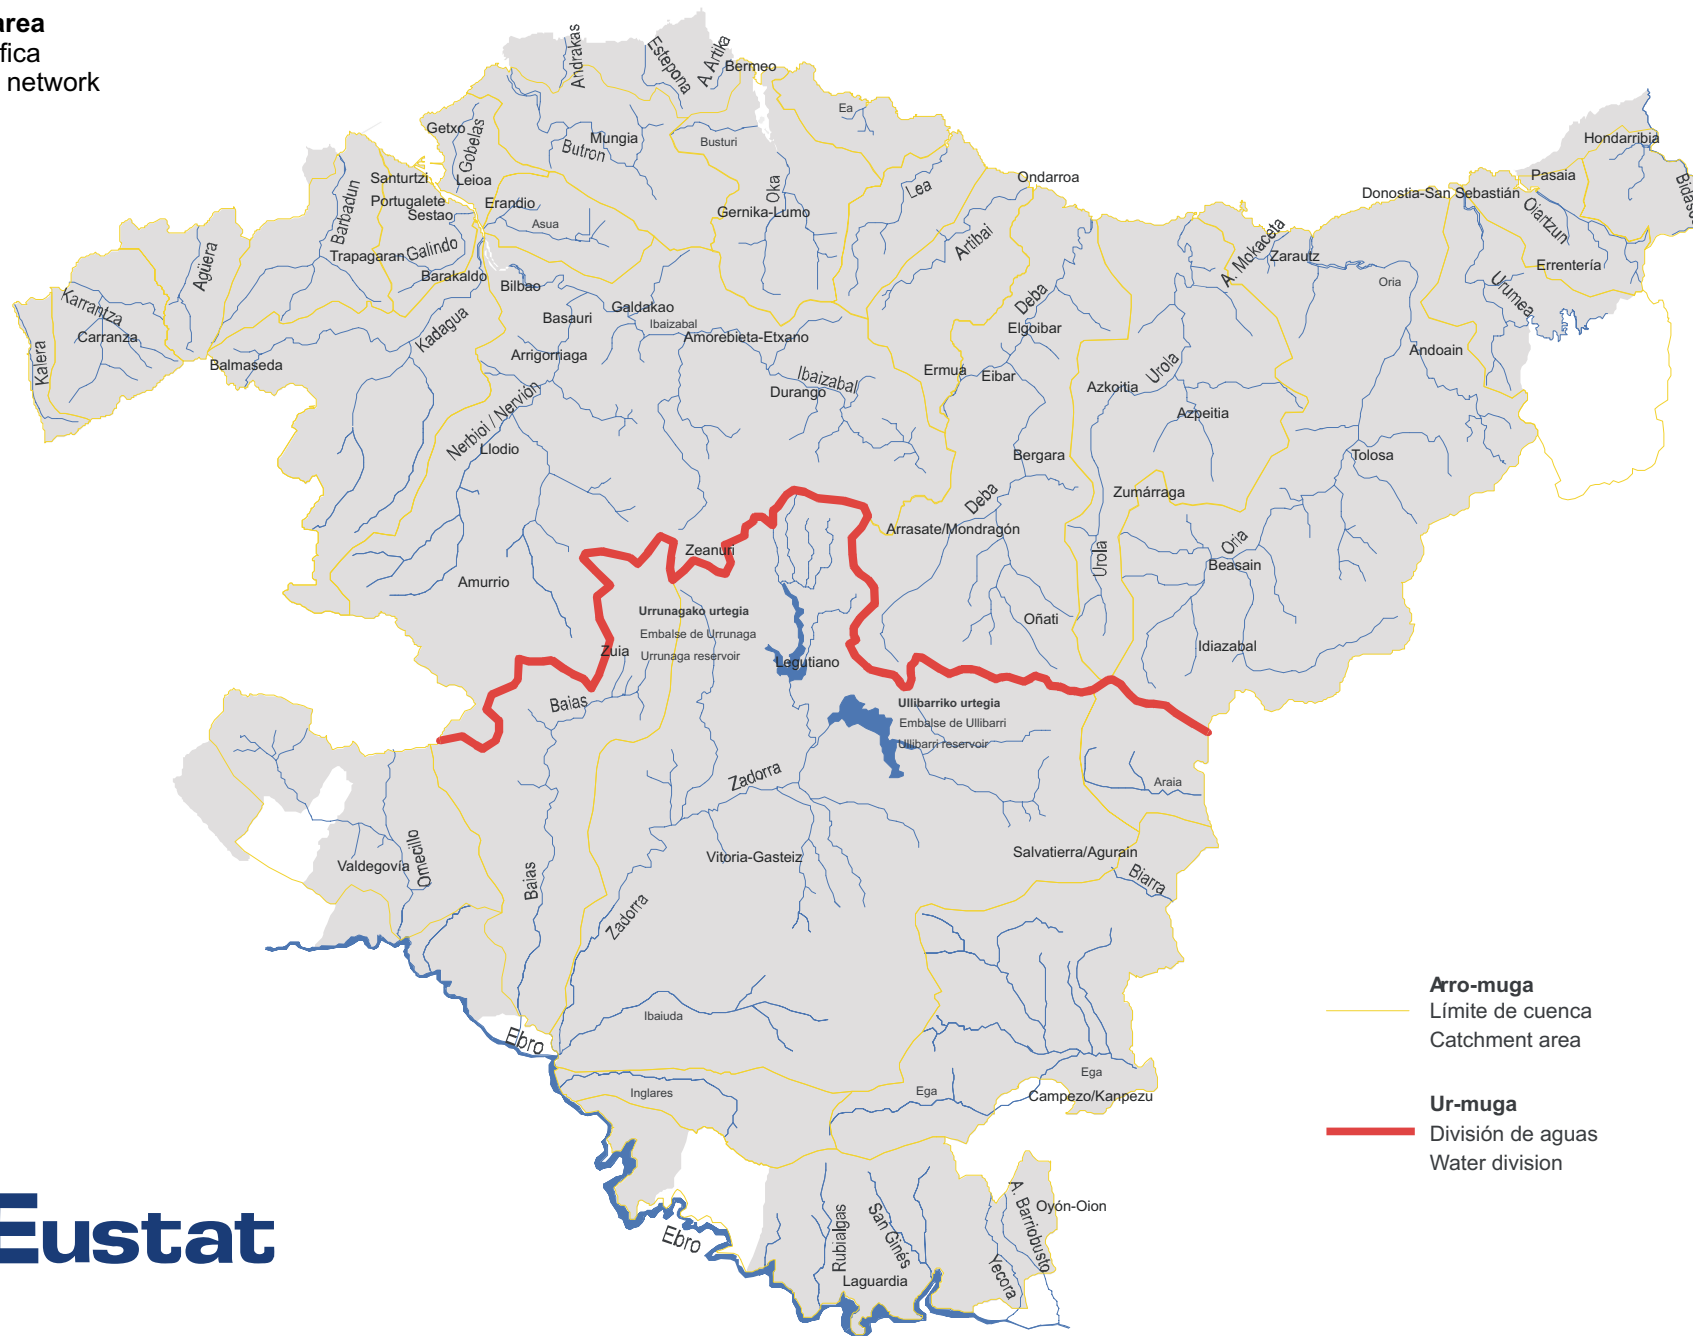 area
fica
network
Andrakas
Estepona
A. Artika
Bermeo
Ea
Getxo
Gobelas
Mungia
Butron
Busturi
Hondarribia
Santurtzi
Leioa
Portugalete
Sestao
Erandio
Asua
Barbadun
Oka
Gernika-Lumo
Lea
Ondarroa
Pasaia
Donostia-San Sebastián
Oiartzun
Artibai
A. Mokaceta
Zarautz
Errentería
Agüera
Trapagaran
Galindo
Barakaldo
Bilbao
Oria
Urumea
Karrantza
Carranza
Kalera
Kadagua
Basauri
Galdakao
Ibaizabal
Amorebieta-Etxano
Deba
Elgoibar
Andoain
Balmaseda
Arrigorriaga
Ibaizabal
Durango
Ermua
Eibar
Azkoitia
Urola
Azpeitia
Nerbioi / Nervión
Llodio
Bergara
Tolosa
Deba
Zumárraga
Arrasate/Mondragón
Zeanuri
Urola
Oria
Beasain
Amurrio
Urrunagako urtegia
Embalse de Urrunaga
Urrunaga reservoir
Zuia
Legutiano
Oñati
Idiazabal
Baias
Ullibarriko urtegia
Embalse de Ullibarri
Ullibarri reservoir
Zadorra
Araia
Valdegovía
Omecillo
Baias
Vitoria-Gasteiz
Salvatierra/Agurain
Biarra
Zadorra
Ibaiuda
Ebro
Ega
Inglares
Ega
Campezo/Kanpezu
Arro-muga
Límite de cuenca
Catchment area
Ur-muga
División de aguas
Water division
Ebro
Rubialgas
San Ginés
Laguardia
Yecora
A. Barriobusto
Oyón-Oion
Eustat